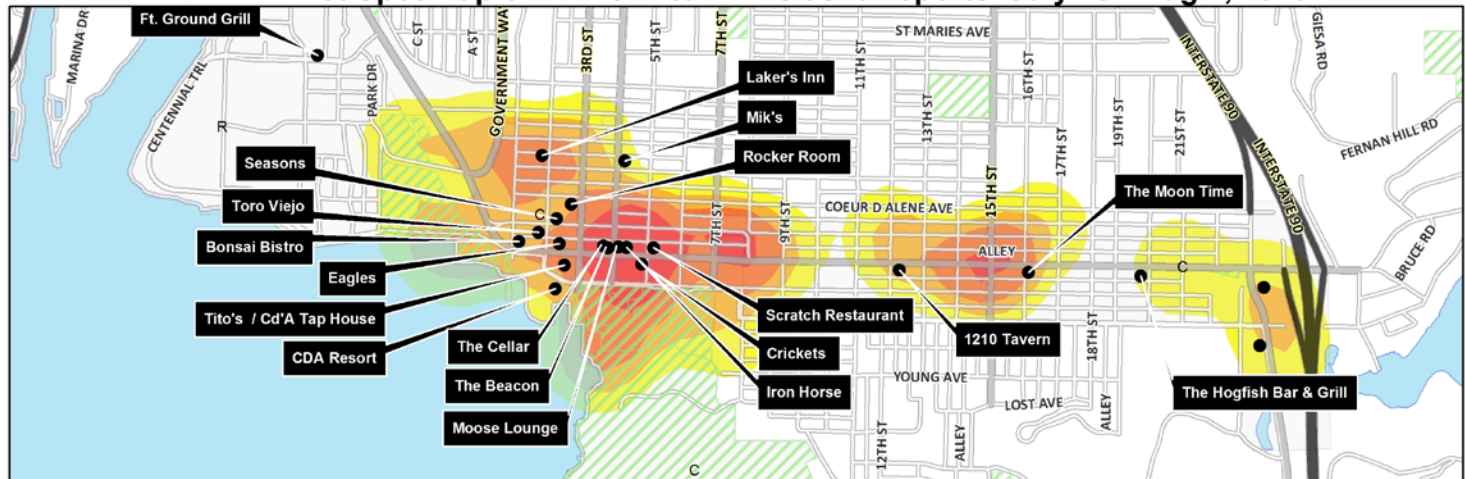 Ft. Ground Grill
MARINA DR
CENTENNIAL TRL
PARK DR
C ST
A ST
GOVERNMENT WAY
3RD ST
5TH ST
7TH ST
ST MARIES AVE
11TH ST
13TH ST
16TH ST
INTERSTATE 90
GIESA RD
Laker's Inn
Mik's
Rocker Room
R
Seasons
Toro Viejo
C
Bonsai Bistro
Eagles
Tito's / Cd'A Tap House
CDA Resort
7TH ST
9TH ST
COEUR D ALENE AVE
15TH ST
17TH ST
19TH ST
21ST ST
INTERSTATE 90
FERNAN HILL RD
The Moon Time
ALLEY
C
BRUCE RD
The Cellar
The Beacon
Moose Lounge
Scratch Restaurant
Crickets
Iron Horse
1210 Tavern
18TH ST
YOUNG AVE
LOST AVE
ALLEY
The Hogfish Bar & Grill
12TH ST
ALLEY
C